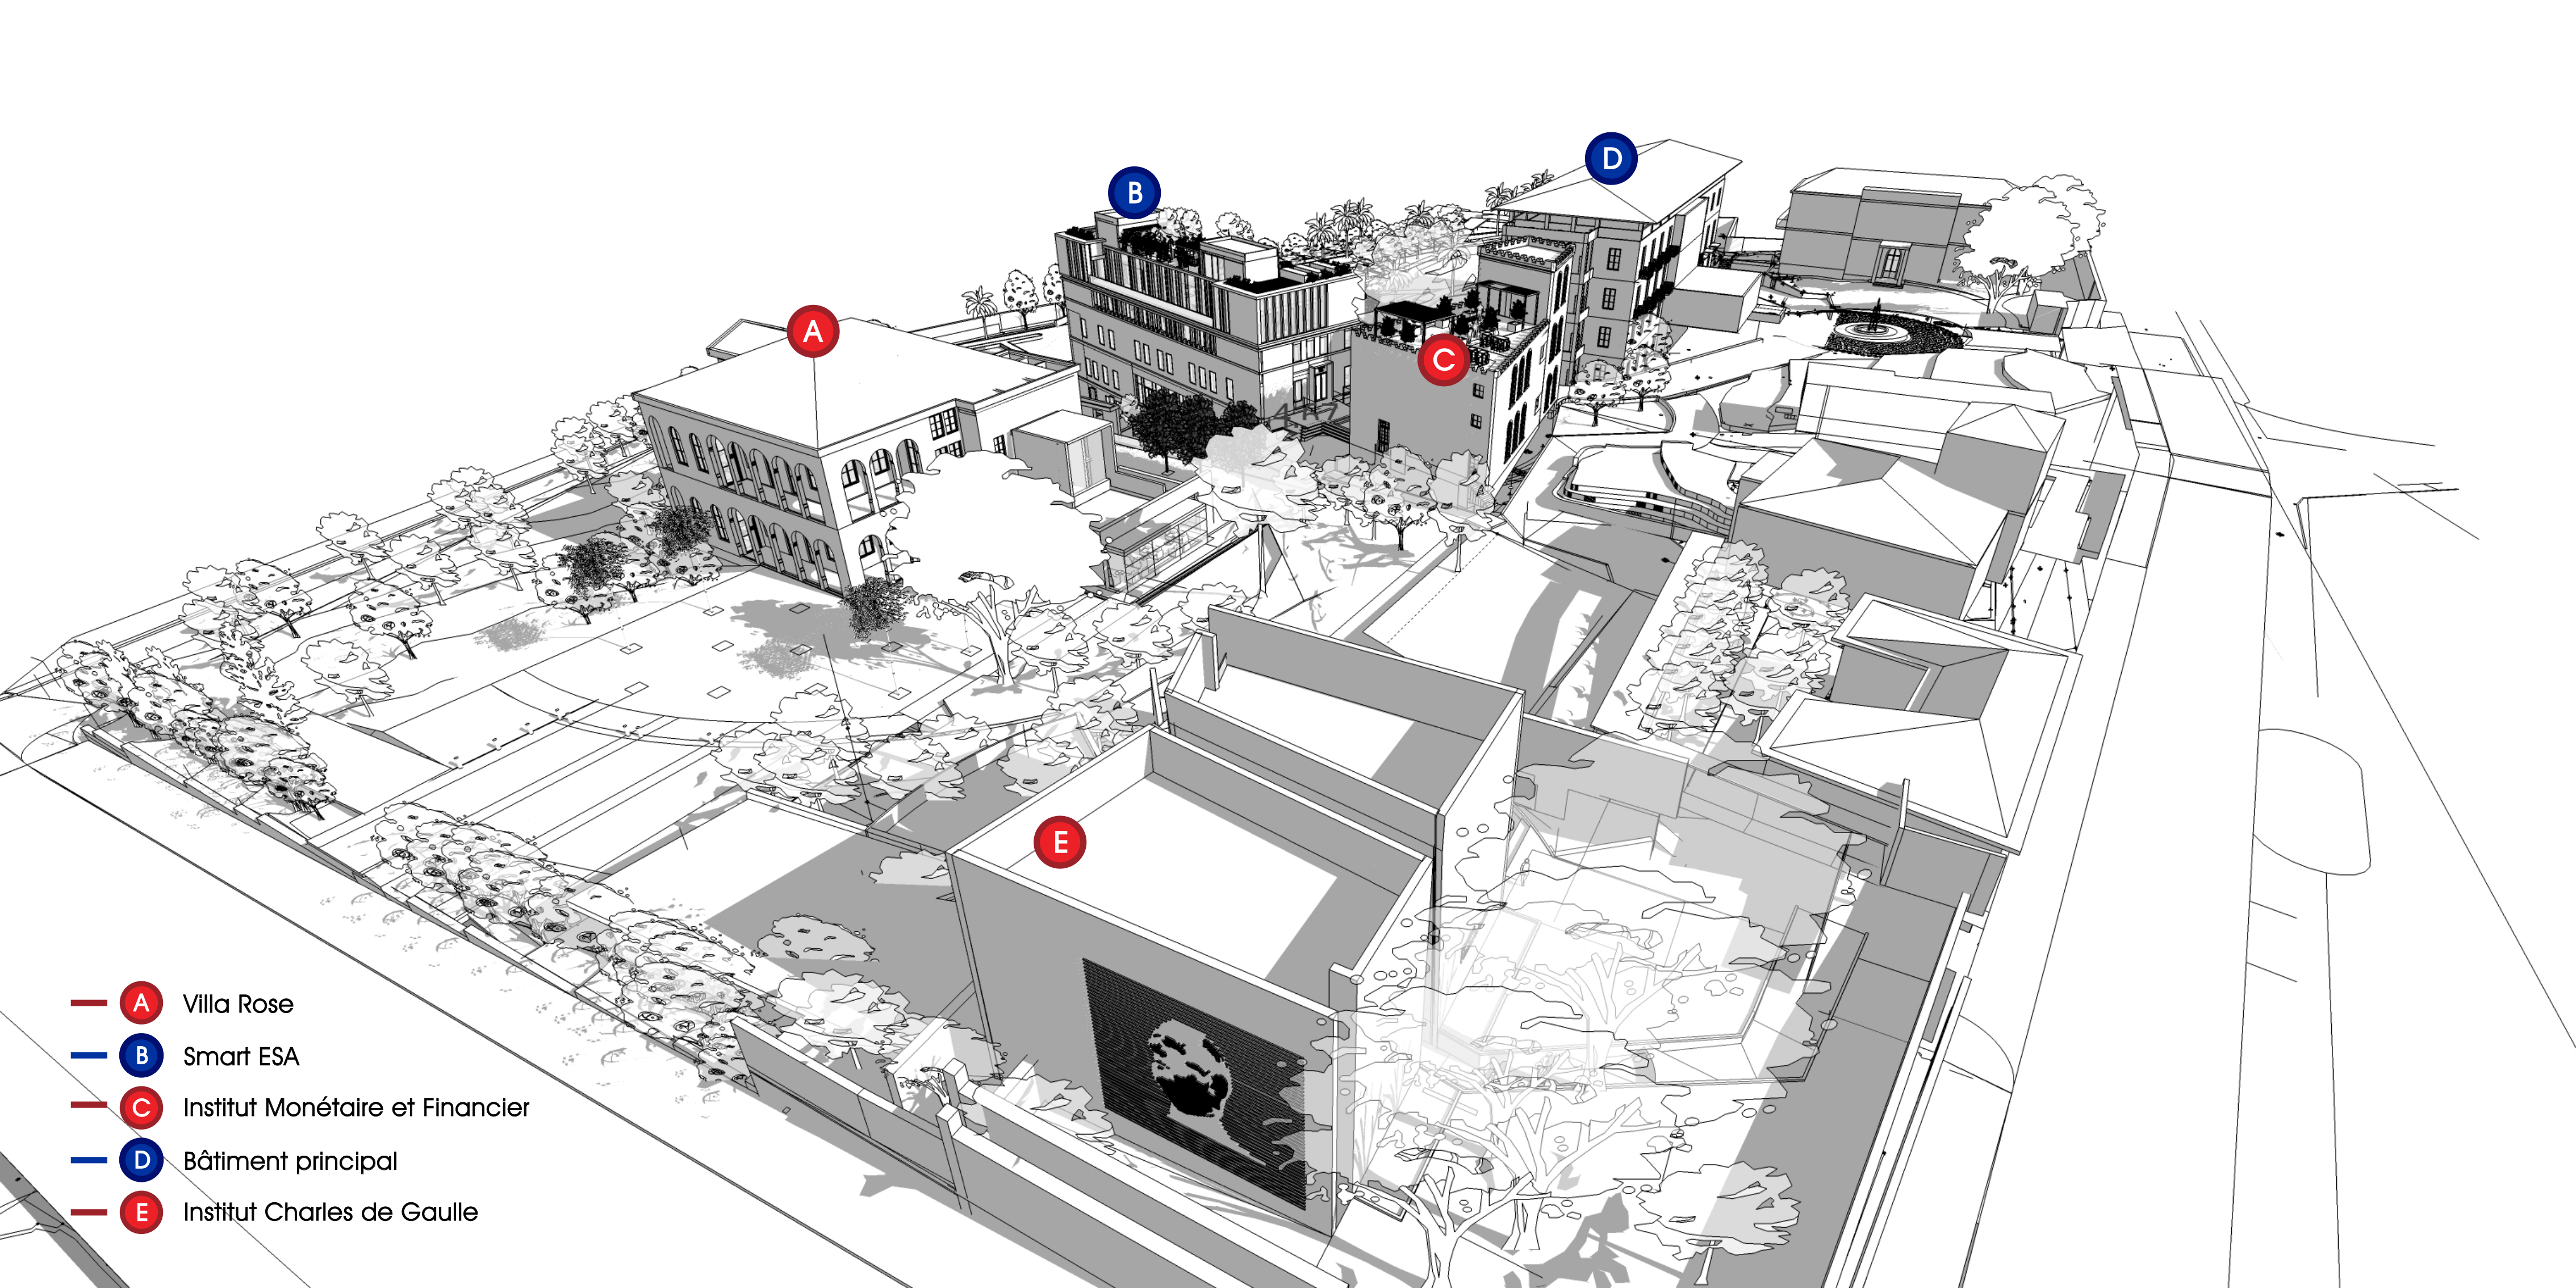 B
D
A
C
E
A Villa Rose
B Smart ESA
C Institut Monétaire et Financier
D Bâtiment principal
E Institut Charles de Gaulle